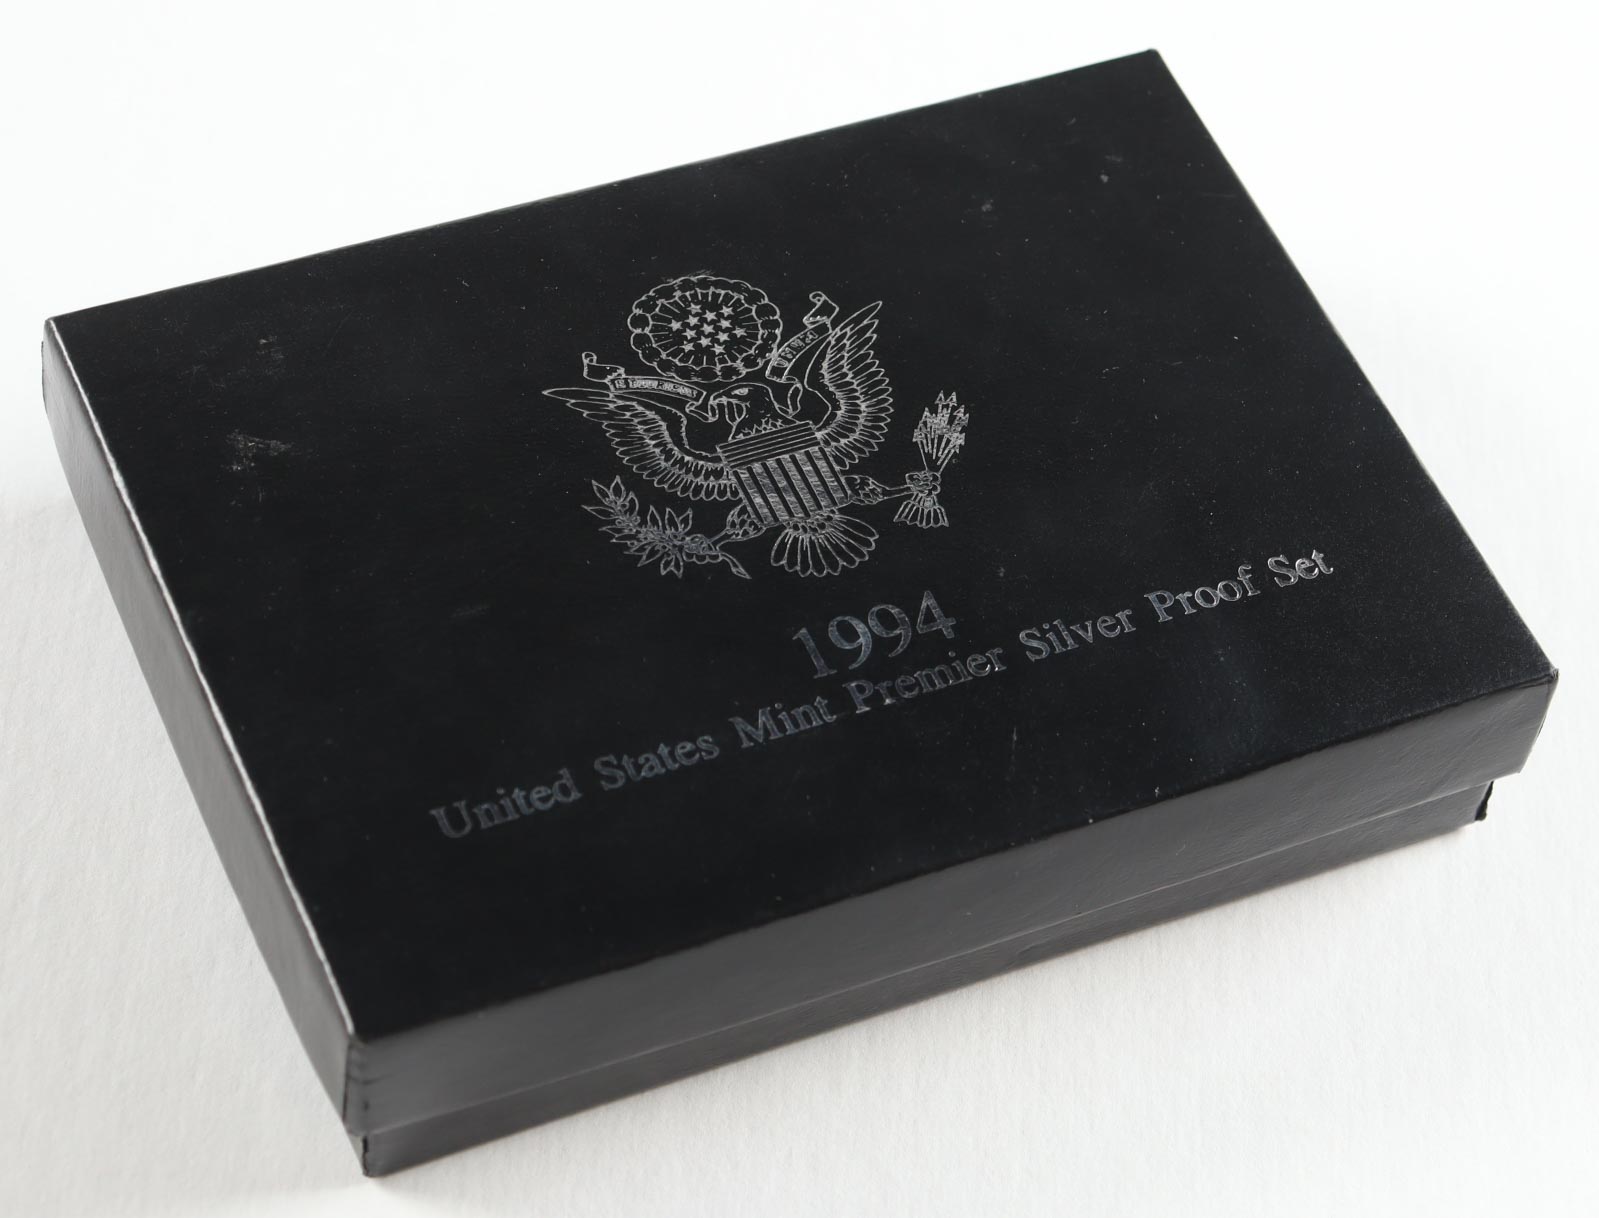 1994
United States Mint Premier Silver Proof Set